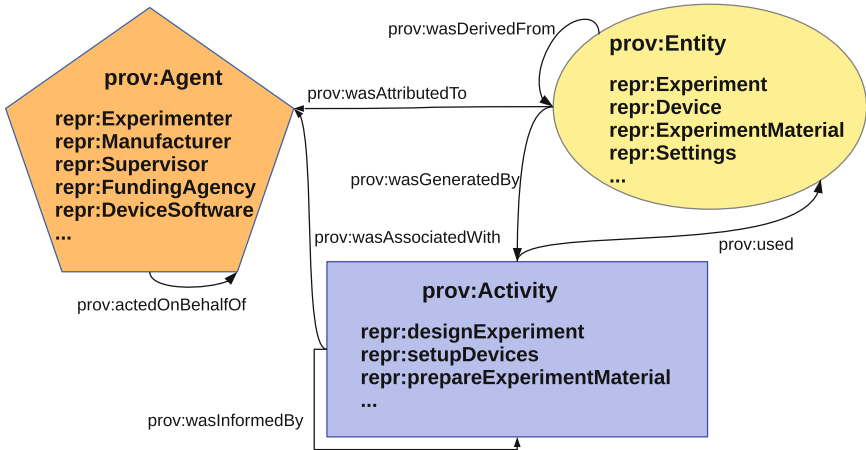 prov:wasDerivedFrom
prov:Entity
repr:Experiment
repr:Device
repr:ExperimentMaterial
repr:Settings
...
prov:Agent
repr:Experimenter
repr:Manufacturer
repr:Supervisor
repr:FundingAgency
repr:DeviceSoftware
...
prov:wasAttributedTo
prov:wasGeneratedBy
prov:wasAssociatedWith
prov:used
prov:actedOnBehalfOf
prov:Activity
repr:designExperiment
repr:setupDevices
repr:prepareExperimentMaterial
...
prov:wasInformedBy